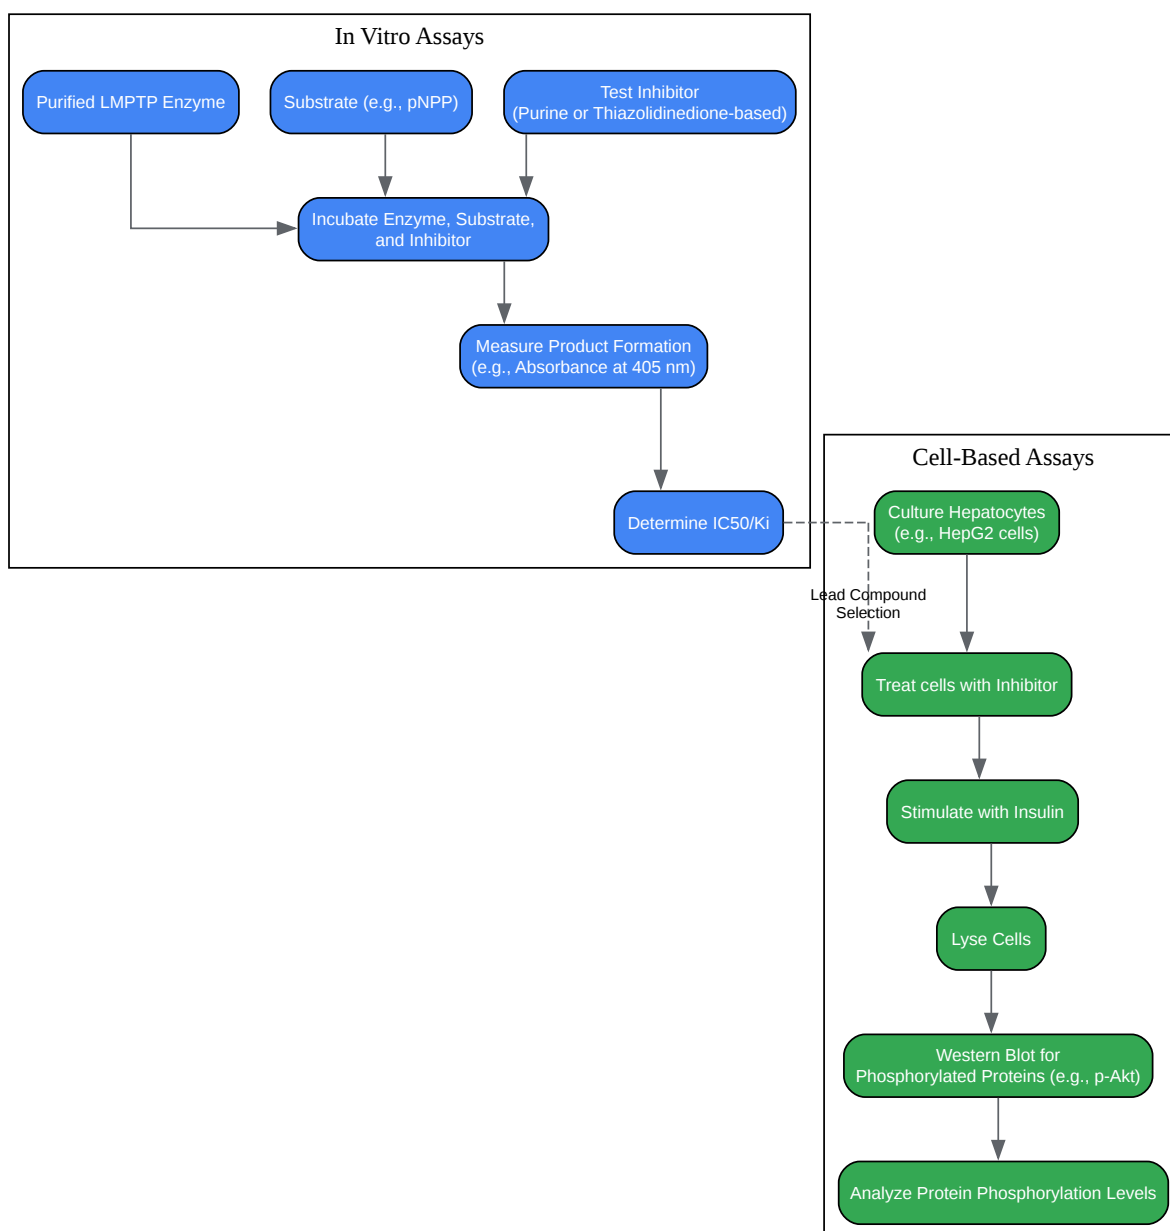 In Vitro Assays
Purified LMPTP Enzyme
Substrate (e.g., pNPP)
Test Inhibitor
(Purine or Thiazolidinedione-based)
Incubate Enzyme, Substrate,
and Inhibitor
Measure Product Formation
(e.g., Absorbance at 405 nm)
Determine IC50/Ki
Cell-Based Assays
Culture Hepatocytes
(e.g., HepG2 cells)
Lead Compound
Selection
Treat cells with Inhibitor
Stimulate with Insulin
Lyse Cells
Western Blot for
Phosphorylated Proteins (e.g., p-Akt)
Analyze Protein Phosphorylation Levels